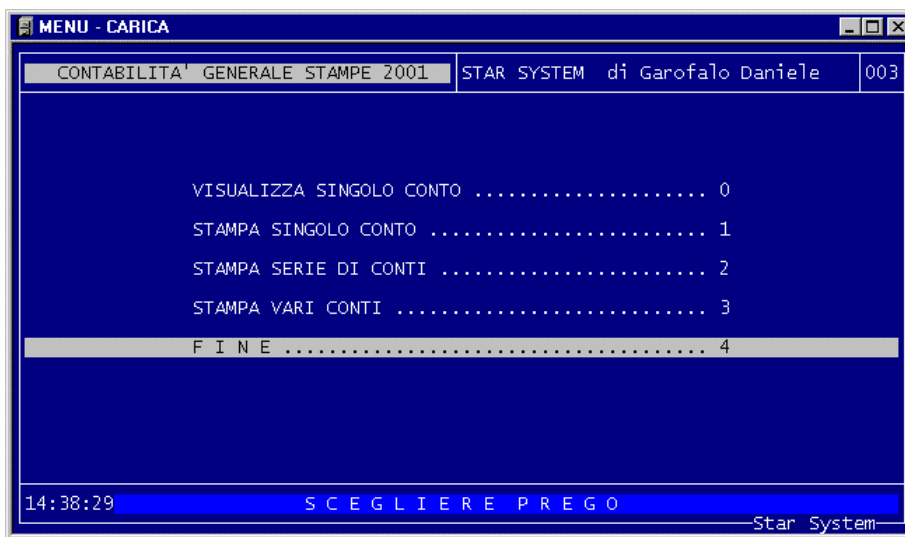 MENU - CARICA
CONTABILITA' GENERALE STAMPE 2001 STAR SYSTEM di Garofalo Daniele 003
VISUALIZZA SINGOLO CONTO ..................... 0
STAMPA SINGOLO CONTO ......................... 1
STAMPA SERIE DI CONTI ........................ 2
STAMPA VARI CONTI ............................ 3
F I N E ...................................... 4
14:38:29 S C E G L I E R E P R E G O
Star System